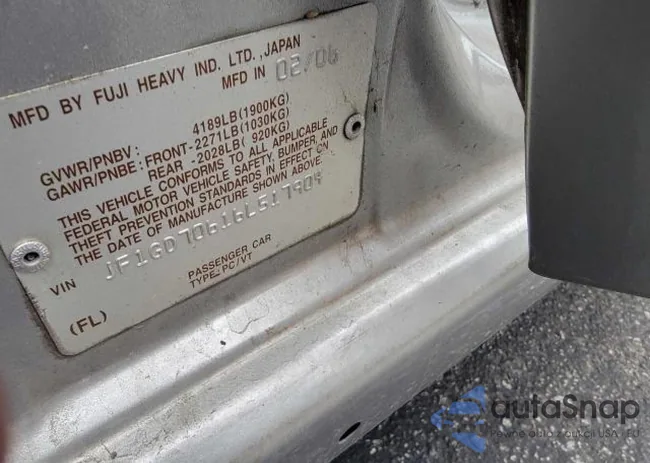 MFD BY FUJI HEAVY IND. LTD., JAPAN
MFD IN 02/06
GVWR/PNBV: 4189LB(1900KG)
GAWR/PNBE: FRONT-2271LB(1030KG)
REAR -2028LB( 920KG)
THIS VEHICLE CONFORMS TO ALL APPLICABLE
FEDERAL MOTOR VEHICLE SAFETY, BUMPER, AND
THEFT PREVENTION STANDARDS IN EFFECT ON
THE DATE OF MANUFACTURE SHOWN ABOVE.
VIN JF1GD70616L517904
PASSENGER CAR
TYPE-PC/VT
(FL)
autoSnap